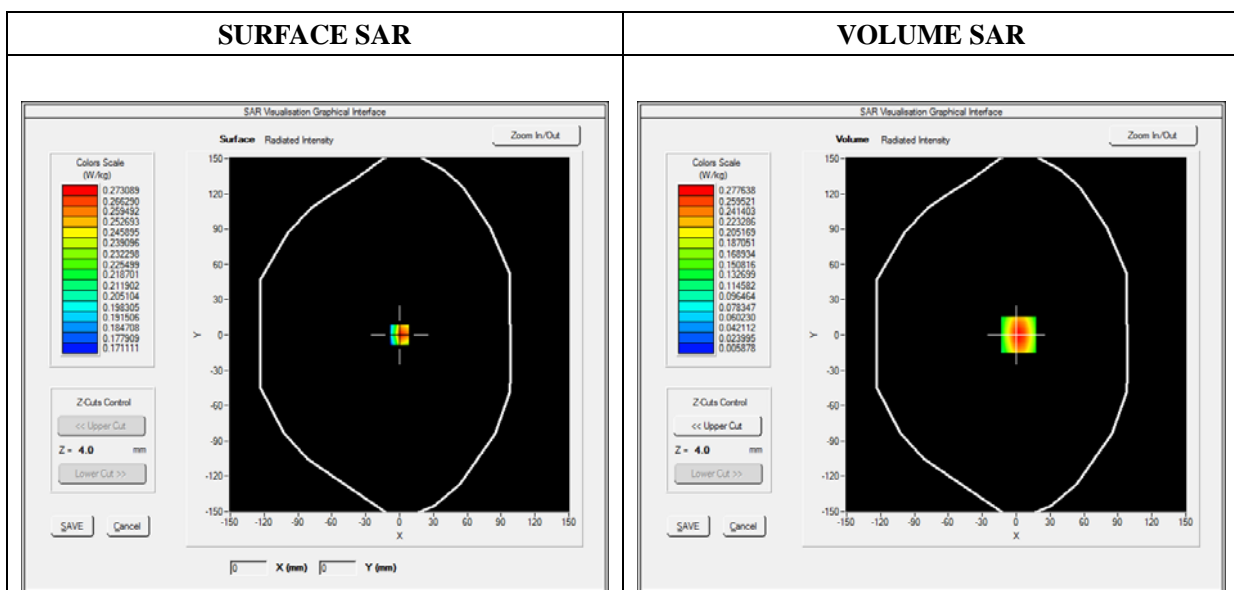 SURFACE SAR
VOLUME SAR
SAR Visualisation Graphical Interface
Surface Radiated Intensity
Zoom In/Out
Colors Scale
(W/kg)
0.273089
0.266290
0.259492
0.252693
0.245895
0.239096
0.232298
0.225499
0.218701
0.211902
0.205104
0.198305
0.191506
0.184708
0.177909
0.171111
Z-Cuts Control
<< Upper Cut
Z = 4.0 mm
Lower Cut >>
SAVE Cancel
150
120
90
60
30
0
-30
-60
-90
-120
-150
Y
-150 -120 -90 -60 -30 0 30 60 90 120 150
X
0 X (mm) 0 Y (mm)
SAR Visualisation Graphical Interface
Volume Radiated Intensity
Zoom In/Out
Colors Scale
(W/kg)
0.277638
0.259521
0.241403
0.223286
0.205169
0.187051
0.168934
0.150816
0.132699
0.114582
0.096464
0.078347
0.060230
0.042112
0.023995
0.005878
Z-Cuts Control
<< Upper Cut
Z = 4.0 mm
Lower Cut >>
SAVE Cancel
150
120
90
60
30
0
-30
-60
-90
-120
-150
Y
-150 -120 -90 -60 -30 0 30 60 90 120 150
X